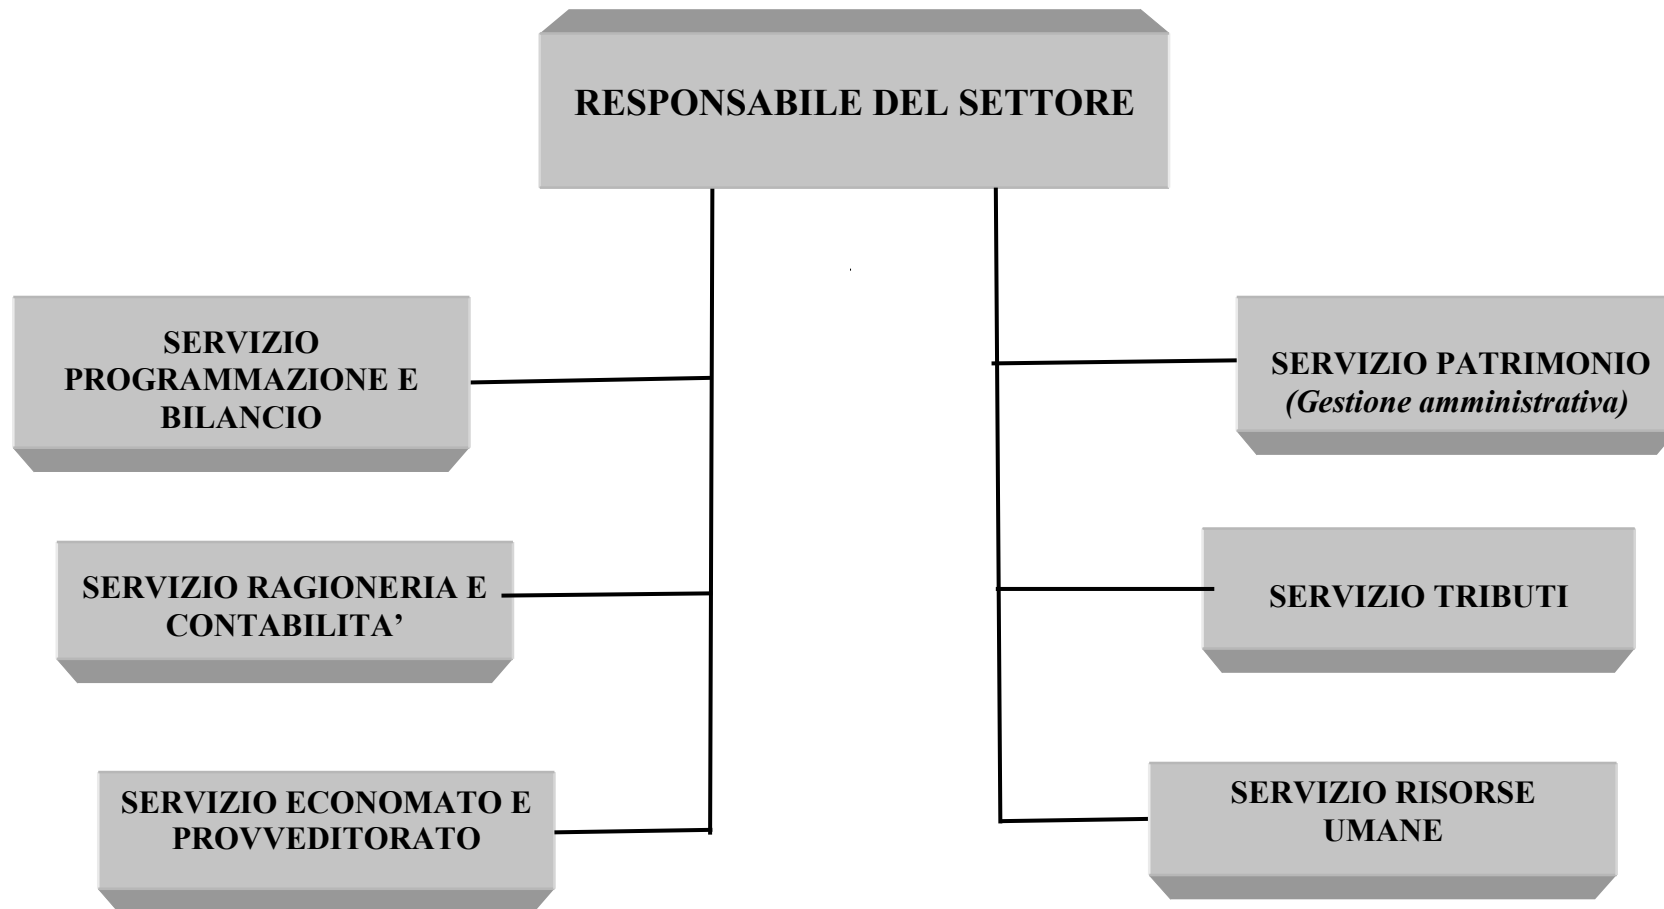 RESPONSABILE DEL SETTORE
SERVIZIO
PROGRAMMAZIONE E
BILANCIO
SERVIZIO PATRIMONIO
(Gestione amministrativa)
SERVIZIO RAGIONERIA E
CONTABILITA’
SERVIZIO TRIBUTI
SERVIZIO ECONOMATO E
PROVVEDITORATO
SERVIZIO RISORSE
UMANE